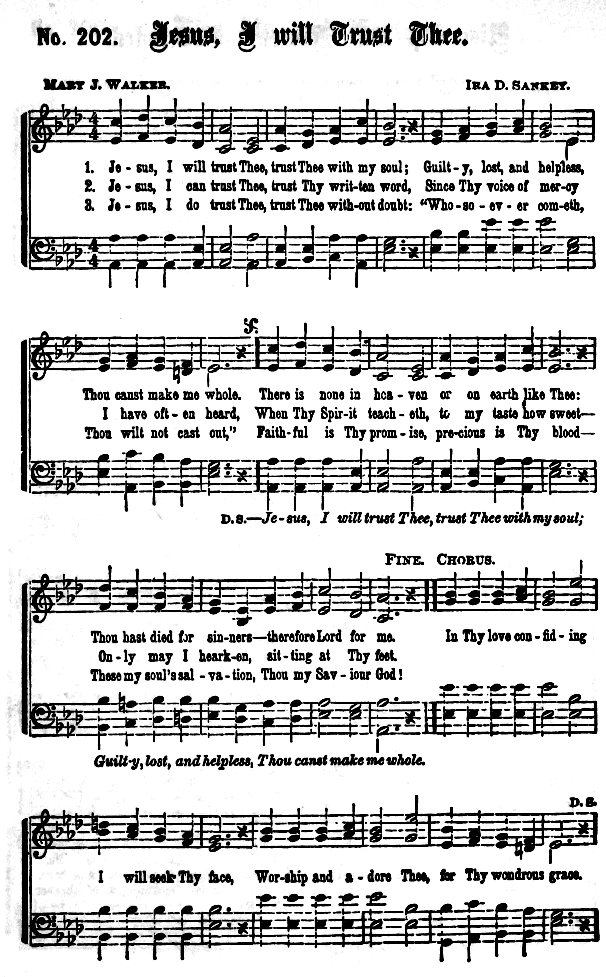 No. 202. Jesus, I will Trust Thee.
MARY J. WALKER. IRA D. SANKEY.
1. Je - sus, I will trust Thee, trust Thee with my soul; Guilt - y, lost, and helpless,
2. Je - sus, I can trust Thee, trust Thy writ - ten word, Since Thy voice of mer - cy
3. Je - sus, I do trust Thee, trust Thee with - out doubt: "Who - so - ev - er com - eth,
Thou canst make me whole. There is none in hea - ven or on earth like Thee:
I have oft - en heard, When Thy Spir - it teach - eth, to my taste how sweet—
Thou wilt not cast out," Faith - ful is Thy prom - ise, pre - cious is Thy blood—
D.S.—Je - sus, I will trust Thee, trust Thee with my soul;
FINE. CHORUS.
Thou hast died for sin - ners—therefore Lord for me. In Thy love con - fid - ing
On - ly may I heark - en, sit - ting at Thy feet.
These my soul's sal - va - tion, Thou my Sav - iour God!
Guilt - y, lost, and helpless, Thou canst make me whole.
D. S.
I will seek Thy face, Wor - ship and a - dore Thee, for Thy wondrous grace.